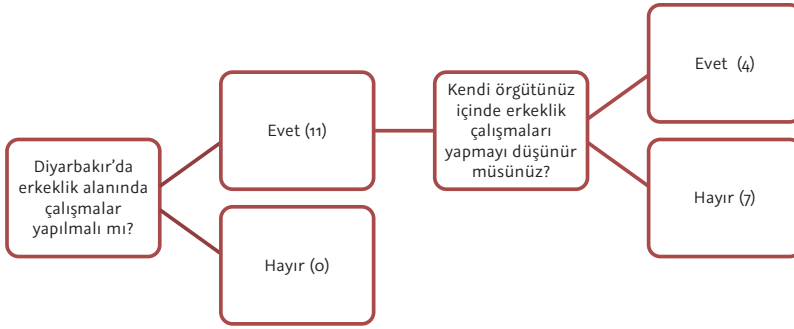 Diyarbakır’da
erkeklik alanında
çalışmalar
yapılmalı mı?
Evet (11)
Hayır (0)
Kendi örgütünüz
içinde erkeklik
çalışmaları
yapmayı düşünür
müsünüz?
Evet (4)
Hayır (7)